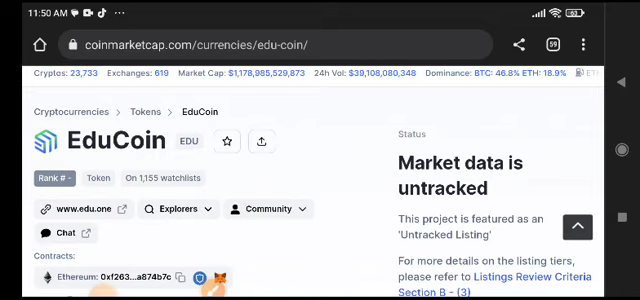 11:50 AM
63
coinmarketcap.com/currencies/edu-coin/
59
Cryptos: 23,733 Exchanges: 619 Market Cap: $1,178,985,529,873 24h Vol: $39,108,080,348 Dominance: BTC: 46.8% ETH: 18.9% ETH
Cryptocurrencies > Tokens > EduCoin
EduCoin EDU
Rank # - Token On 1,155 watchlists
www.edu.one Explorers Community
Chat
Contracts:
Ethereum: 0xf263...a874b7c
Status
Market data is
untracked
This project is featured as an
'Untracked Listing'
For more details on the listing tiers,
please refer to Listings Review Criteria
Section B - (3)